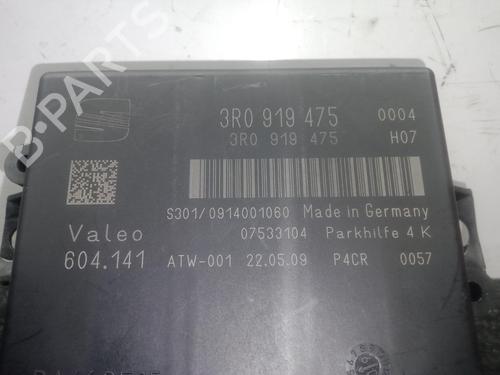 B-PARTS
3R0 919 475 0004
3R0 919 475 H07
S301/0914001060 Made in Germany
Valeo 07533104 Parkhilfe 4 K
604.141 ATW-001 22.05.09 P4CR 0057